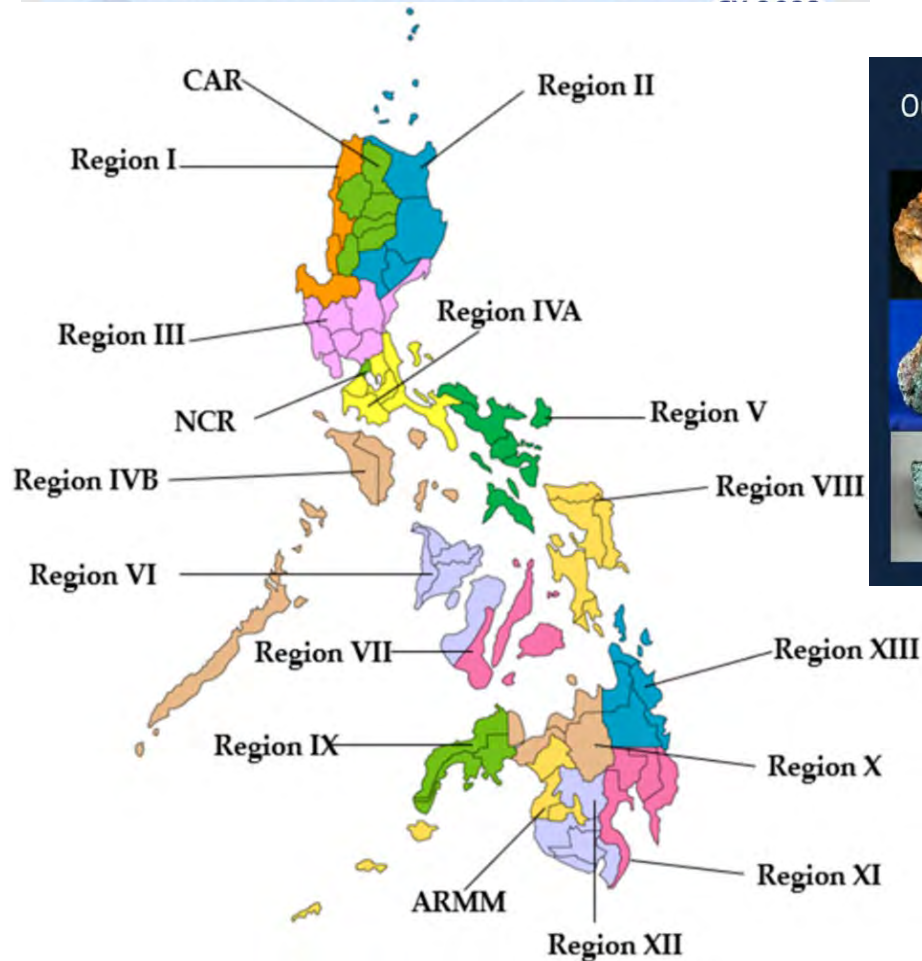 CAR
Region II
Region I
Region IVA
Region III
NCR
Region V
Region IVB
Region VIII
Region VI
Region VII
Region XIII
Region IX
Region X
ARMM
Region XI
Region XII